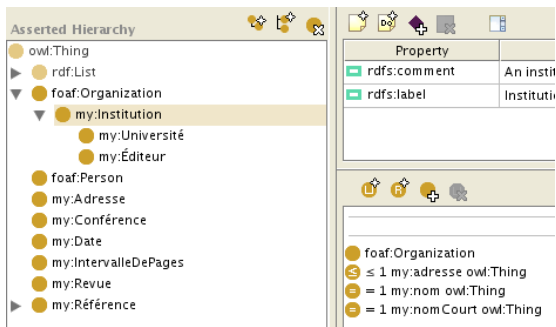 Asserted Hierarchy
owl:Thing
rdf:List
foaf:Organization
my:Institution
my:Université
my:Éditeur
foaf:Person
my:Adresse
my:Conférence
my:Date
my:IntervalleDePages
my:Revue
my:Référence
Property
rdfs:comment An instit
rdfs:label Instituti
foaf:Organization
≤ 1 my:adresse owl:Thing
= 1 my:nom owl:Thing
= 1 my:nomCourt owl:Thing